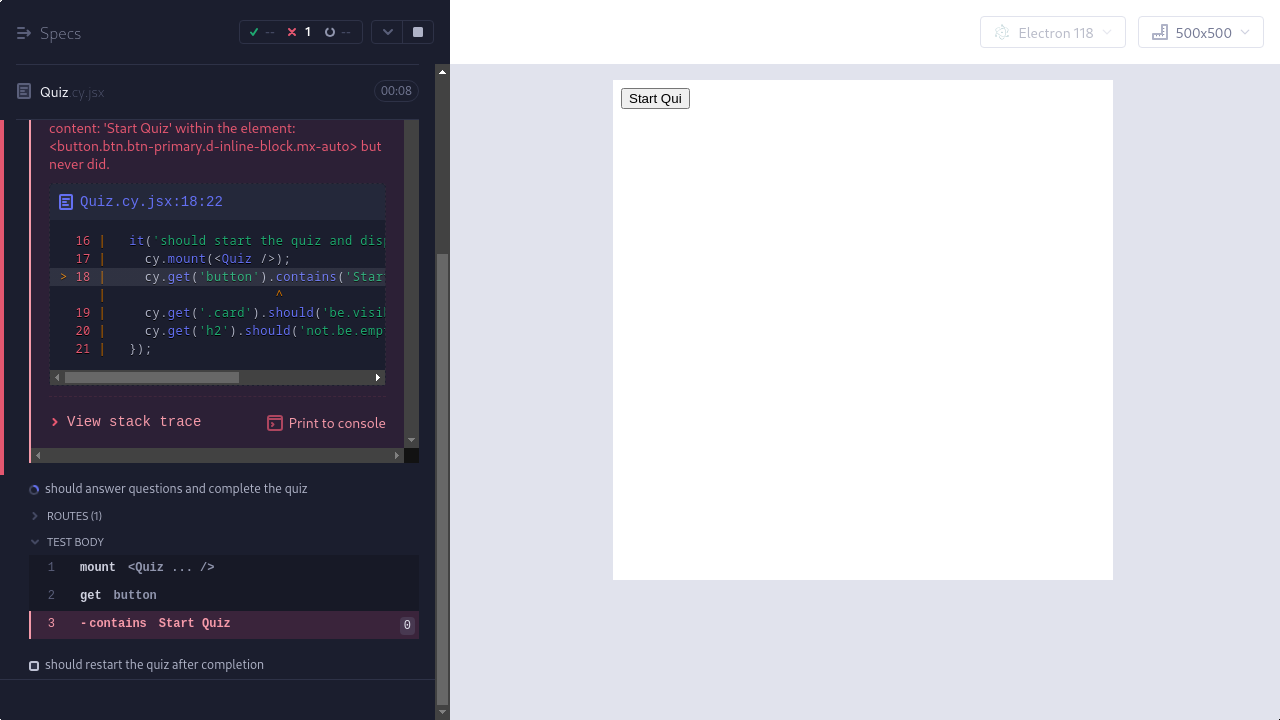 Specs
--
1
--
Electron 118
500x500
Quiz.cy.jsx
00:08
content: 'Start Quiz' within the element:
<button.btn.btn-primary.d-inline-block.mx-auto> but
never did.
Quiz.cy.jsx:18:22
16 | it('should start the quiz and disp
17 | cy.mount(<Quiz />);
> 18 | cy.get('button').contains('Star
| ^
19 | cy.get('.card').should('be.visi
20 | cy.get('h2').should('not.be.emp
21 | });
View stack trace
Print to console
should answer questions and complete the quiz
ROUTES (1)
TEST BODY
1 mount <Quiz ... />
2 get button
3 -contains Start Quiz 0
should restart the quiz after completion
Start Qui